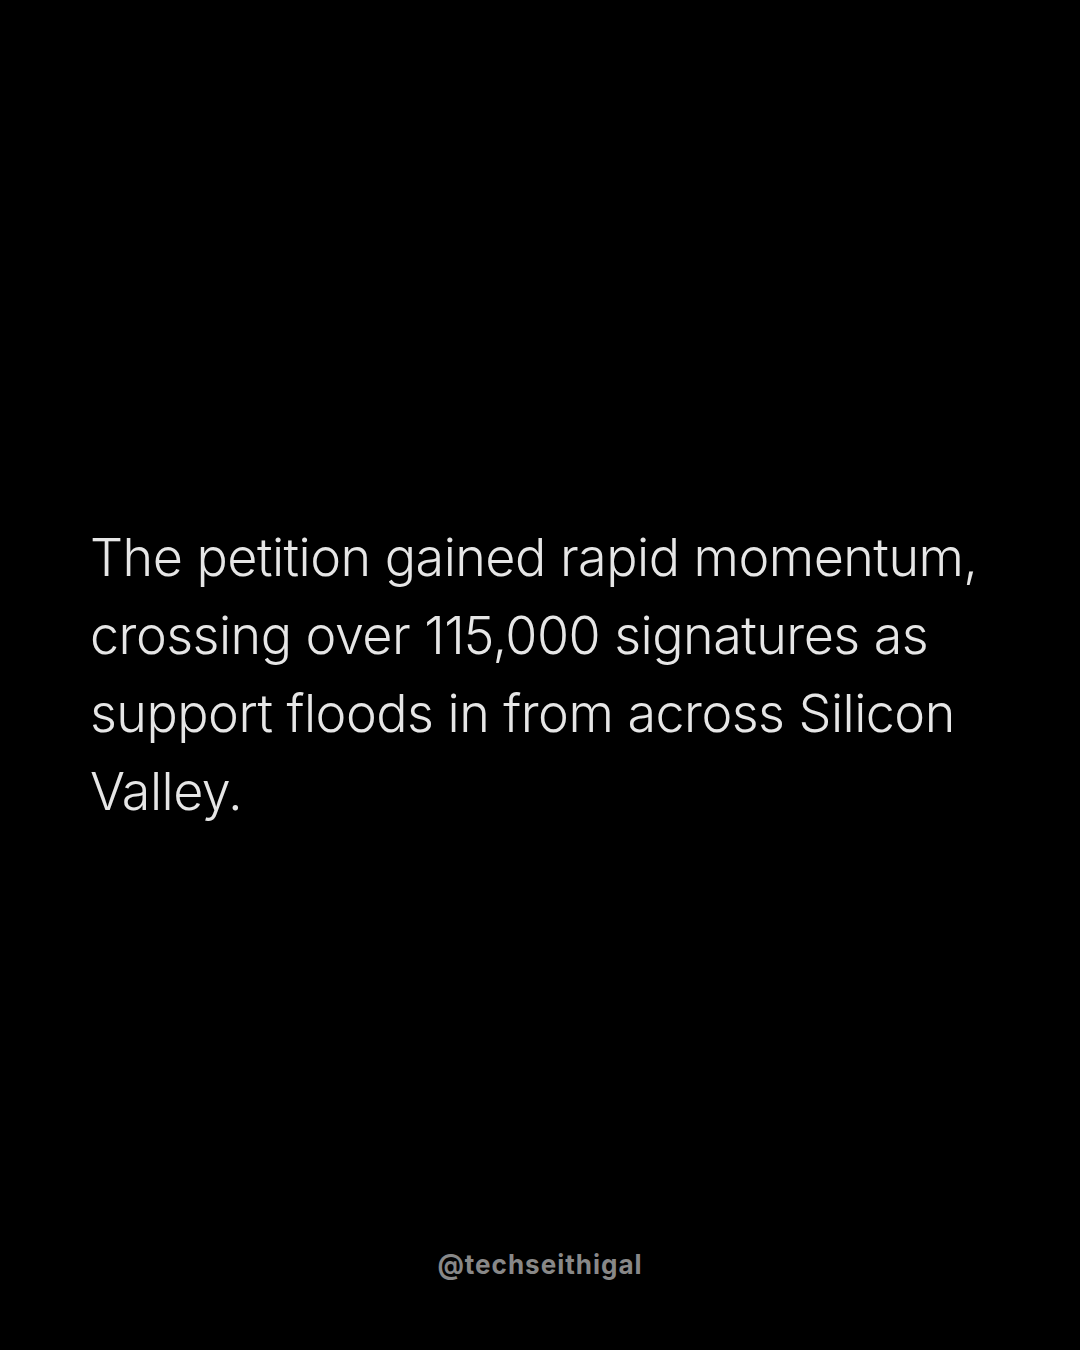 The petition gained rapid momentum,
crossing over 115,000 signatures as
support floods in from across Silicon
Valley.
@techseithigal